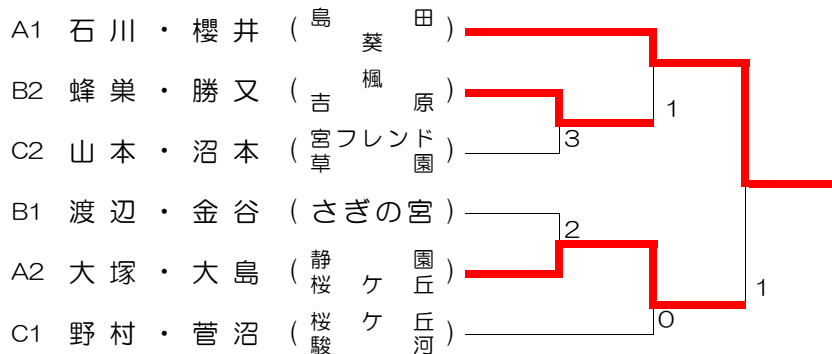 A1 石川・櫻井 (島田 葵)
B2 蜂巣・勝又 (楓 吉原)
1
C2 山本・沼本 (宮フレンド 草園)
3
B1 渡辺・金谷 (さぎの宮)
2
A2 大塚・大島 (静園 桜ケ丘)
1
C1 野村・菅沼 (桜ケ丘 駿河)
0